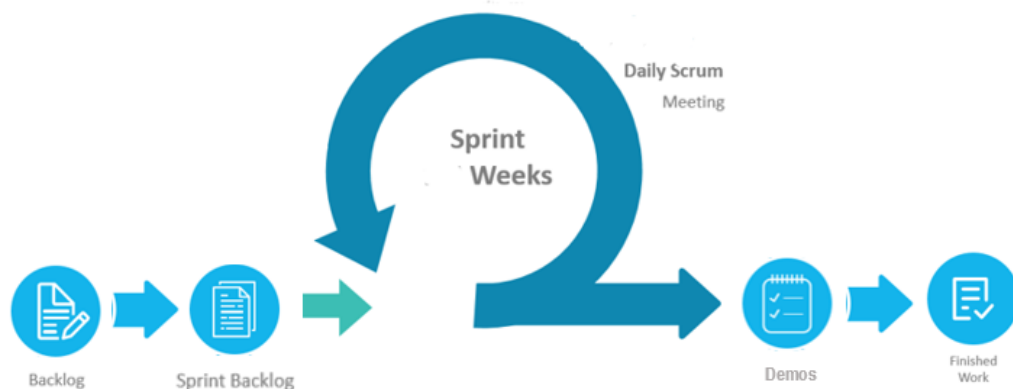 Daily Scrum
Meeting
Sprint
Weeks
Backlog
Sprint Backlog
Demos
Finished
Work